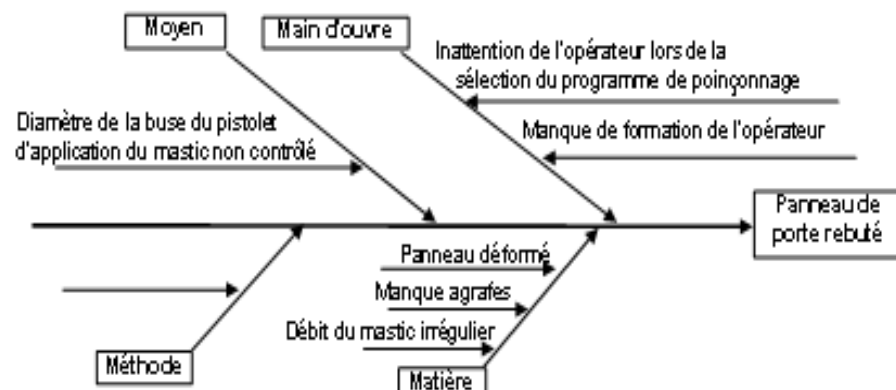 Moyen
Main d'ouvre
Inattention de l'opérateur lors de la
sélection du programme de poinçonnage
Diamètre de la buse du pistolet
d'application du mastic non contrôlé
Manque de formation de l'opérateur
Panneau de
porte rebuté
Panneau déformé
Manque agrafes
Débit du mastic irrégulier
Méthode
Matière